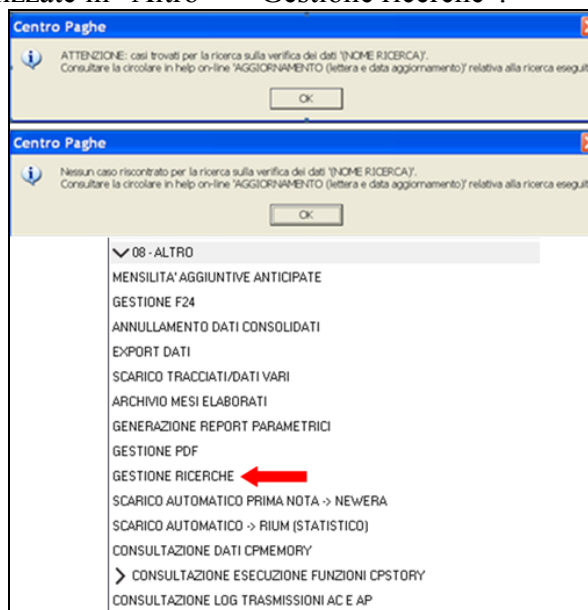 Centro Paghe
ATTENZIONE: casi trovati per la ricerca sulla verifica dei dati '(NOME RICERCA)'.
Consultare la circolare in help on-line 'AGGIORNAMENTO (lettera e data aggiornamento)' relativa alla ricerca eseguit
OK
Centro Paghe
Nessun caso riscontrato per la ricerca sulla verifica dei dati '(NOME RICERCA)'.
Consultare la circolare in help on-line 'AGGIORNAMENTO (lettera e data aggiornamento)' relativa alla ricerca eseguit
OK
08 - ALTRO
MENSILITA' AGGIUNTIVE ANTICIPATE
GESTIONE F24
ANNULLAMENTO DATI CONSOLIDATI
EXPORT DATI
SCARICO TRACCIATI/DATI VARI
ARCHIVIO MESI ELABORATI
GENERAZIONE REPORT PARAMETRICI
GESTIONE PDF
GESTIONE RICERCHE
SCARICO AUTOMATICO PRIMA NOTA -> NEWERA
SCARICO AUTOMATICO -> RIUM (STATISTICO)
CONSULTAZIONE DATI CPMEMORY
CONSULTAZIONE ESECUZIONE FUNZIONI CPSTORY
CONSULTAZIONE LOG TRASMISSIONI AC E AP